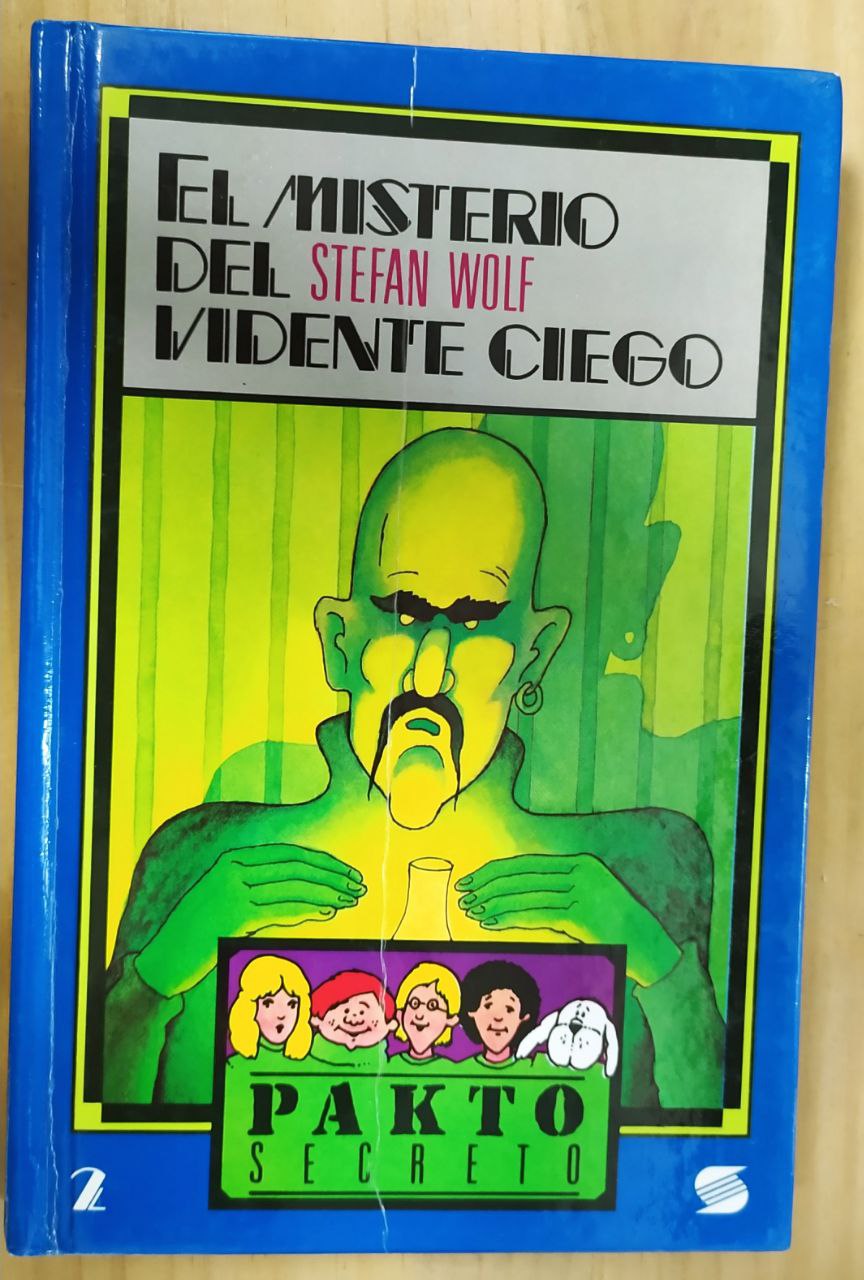 EL MISTERIO
DEL STEFAN WOLF
VIDENTE CIEGO
PAKTO
SECRETO
2
S